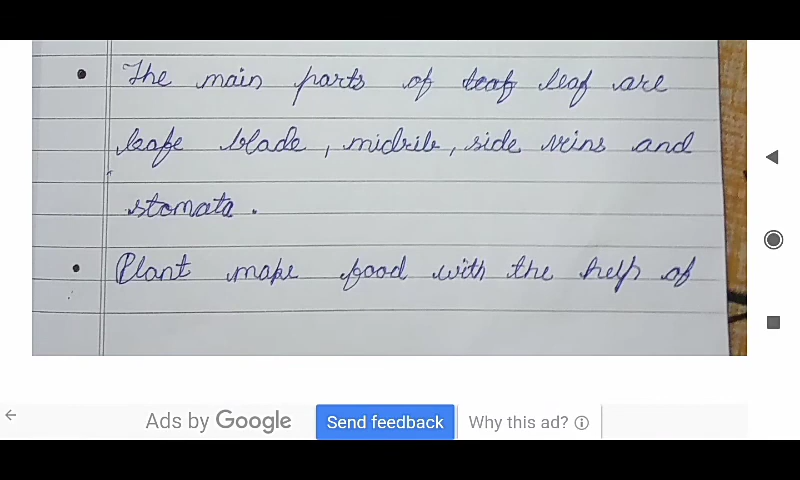 • The main parts of leaf leaf are
leafe blade, midrib, side veins and
stomata.
• Plant make food with the help of
Ads by Google
Send feedback
Why this ad?